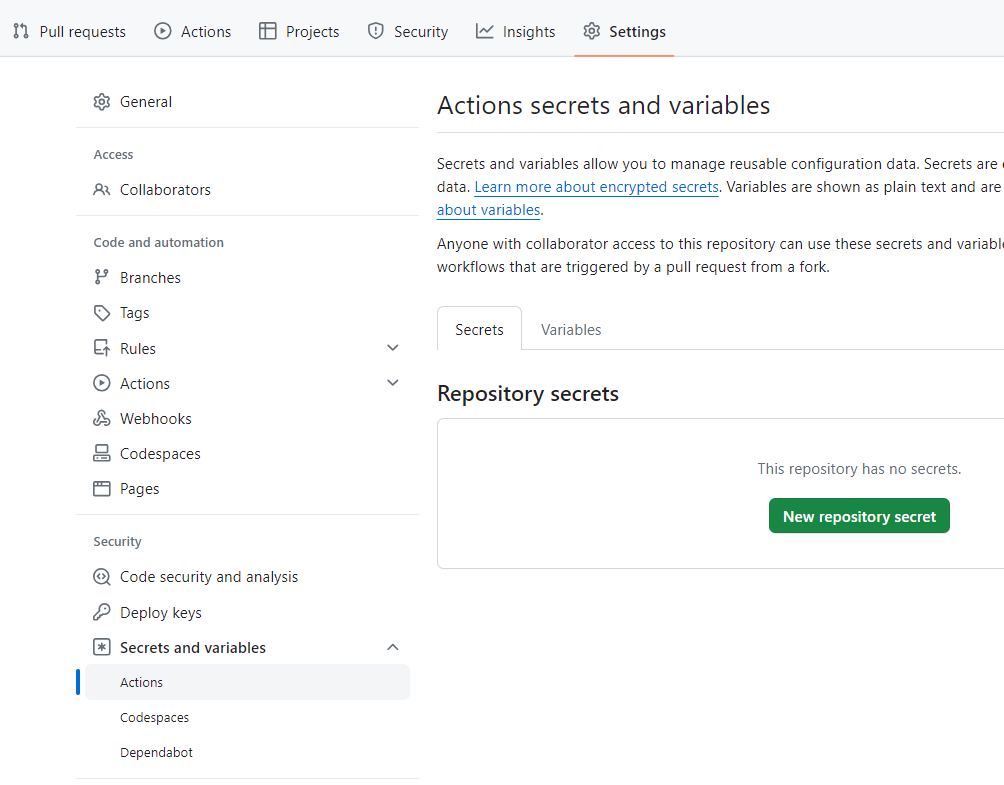 Pull requests Actions Projects Security Insights Settings
General
Access
Collaborators
Code and automation
Branches
Tags
Rules
Actions
Webhooks
Codespaces
Pages
Security
Code security and analysis
Deploy keys
Secrets and variables
Actions
Codespaces
Dependabot
Actions secrets and variables
Secrets and variables allow you to manage reusable configuration data. Secrets are
data. Learn more about encrypted secrets. Variables are shown as plain text and are
about variables.
Anyone with collaborator access to this repository can use these secrets and
workflows that are triggered by a pull request from a fork.
Secrets Variables
Repository secrets
This repository has no secrets.
New repository secret